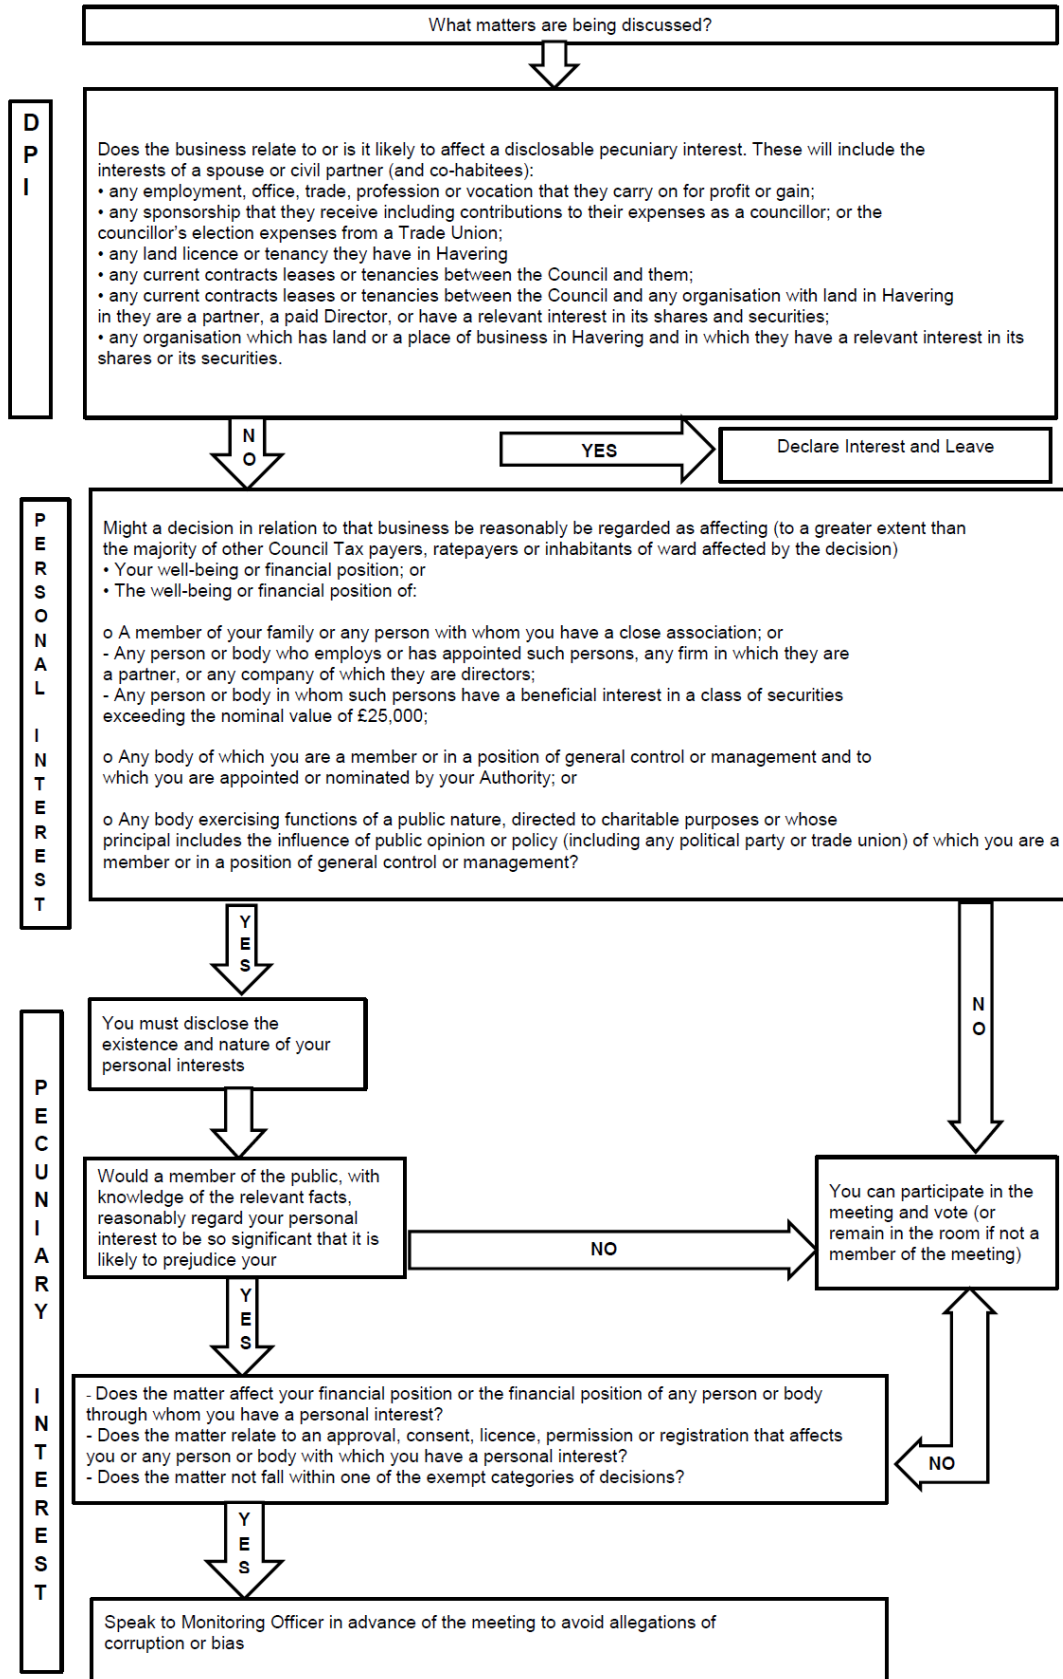 What matters are being discussed?
D
P
I
Does the business relate to or is it likely to affect a disclosable pecuniary interest. These will include the
interests of a spouse or civil partner (and co-habitees):
• any employment, office, trade, profession or vocation that they carry on for profit or gain;
• any sponsorship that they receive including contributions to their expenses as a councillor; or the
councillor's election expenses from a Trade Union;
• any land licence or tenancy they have in Havering
• any current contracts leases or tenancies between the Council and them;
• any current contracts leases or tenancies between the Council and any organisation with land in Havering
in they are a partner, a paid Director, or have a relevant interest in its shares and securities;
• any organisation which has land or a place of business in Havering and in which they have a relevant interest in its
shares or its securities.
N
O
YES
Declare Interest and Leave
P
E
R
S
O
N
A
L
I
N
T
E
R
E
S
T
Might a decision in relation to that business be reasonably be regarded as affecting (to a greater extent than
the majority of other Council Tax payers, ratepayers or inhabitants of ward affected by the decision)
• Your well-being or financial position; or
• The well-being or financial position of:
o A member of your family or any person with whom you have a close association; or
- Any person or body who employs or has appointed such persons, any firm in which they are
a partner, or any company of which they are directors;
- Any person or body in whom such persons have a beneficial interest in a class of securities
exceeding the nominal value of £25,000;
o Any body of which you are a member or in a position of general control or management and to
which you are appointed or nominated by your Authority; or
o Any body exercising functions of a public nature, directed to charitable purposes or whose
principal includes the influence of public opinion or policy (including any political party or trade union) of which you are a
member or in a position of general control or management?
Y
E
S
N
O
P
E
C
U
N
I
A
R
Y
I
N
T
E
R
E
S
T
You must disclose the
existence and nature of your
personal interests
Would a member of the public, with
knowledge of the relevant facts,
reasonably regard your personal
interest to be so significant that it is
likely to prejudice your
NO
You can participate in the
meeting and vote (or
remain in the room if not a
member of the meeting)
Y
E
S
- Does the matter affect your financial position or the financial position of any person or body
through whom you have a personal interest?
- Does the matter relate to an approval, consent, licence, permission or registration that affects
you or any person or body with which you have a personal interest?
- Does the matter not fall within one of the exempt categories of decisions?
NO
Y
E
S
Speak to Monitoring Officer in advance of the meeting to avoid allegations of
corruption or bias